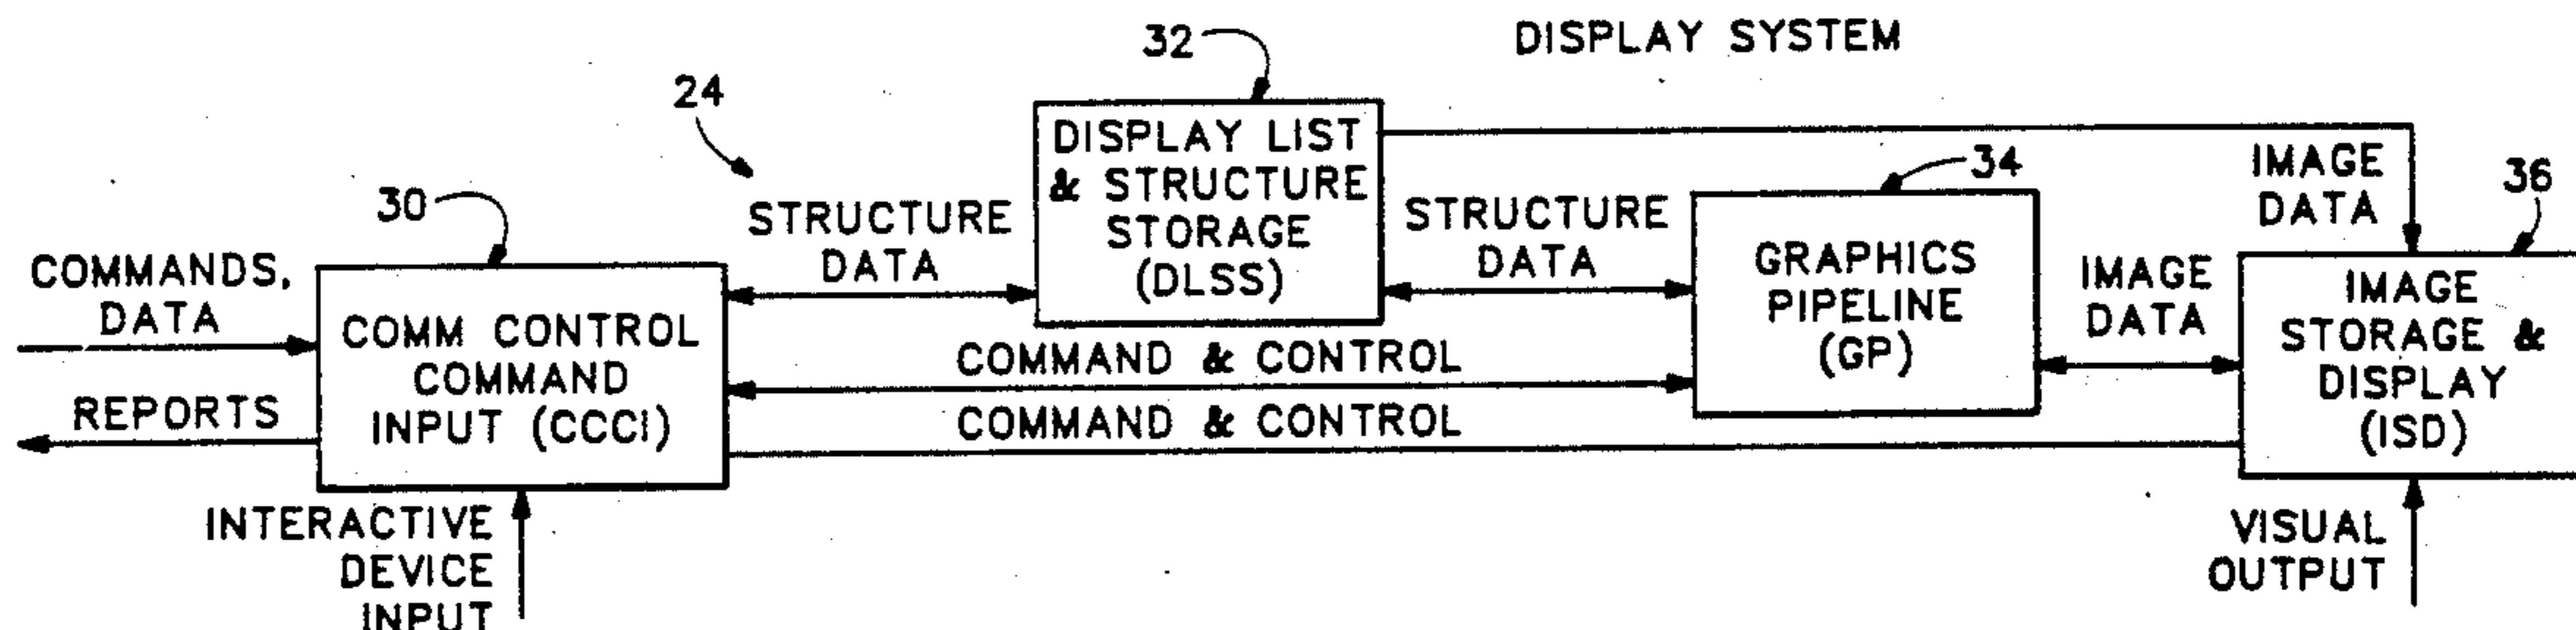 DISPLAY SYSTEM
32
24
DISPLAY LIST
& STRUCTURE
STORAGE
(DLSS)
IMAGE
DATA
34
36
30
STRUCTURE
DATA
STRUCTURE
DATA
COMMANDS,
DATA
REPORTS
COMM CONTROL
COMMAND
INPUT (CCCI)
GRAPHICS
PIPELINE
(GP)
IMAGE
DATA
IMAGE
STORAGE &
DISPLAY
(ISD)
COMMAND & CONTROL
COMMAND & CONTROL
INTERACTIVE
DEVICE
INPUT
VISUAL
OUTPUT